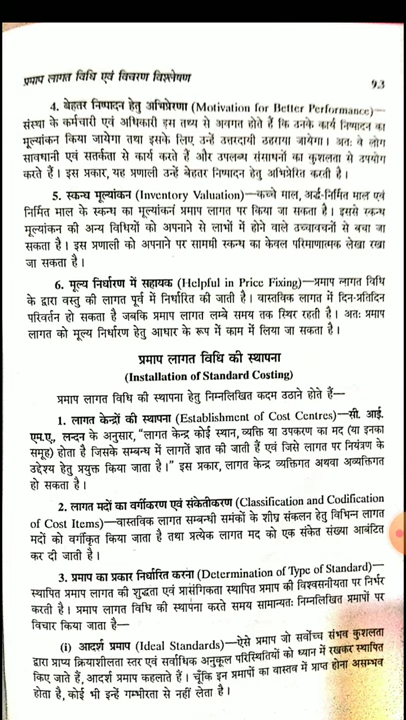 प्रमाप लागत विधि एवं विचरण विश्लेषण
9.3
4. बेहतर निष्पादन हेतु अभिप्रेरणा (Motivation for Better Performance)—
संस्था के कर्मचारी एवं अधिकारी इस तथ्य से अवगत होते हैं कि उनके कार्य निष्पादन का
मूल्यांकन किया जायेगा तथा इसके लिए उन्हें उत्तरदायी ठहराया जायेगा। अतः वे लोग
सावधानी एवं सतर्कता से कार्य करते हैं और उपलब्ध संसाधनों का कुशलता से उपयोग
करते हैं। इस प्रकार, यह प्रणाली उन्हें बेहतर निष्पादन हेतु अभिप्रेरित करती है।
5. स्कन्ध मूल्यांकन (Inventory Valuation)—कच्चे माल, अर्द्ध-निर्मित माल एवं
निर्मित माल के स्कन्ध का मूल्यांकन प्रमाप लागत पर किया जा सकता है। इससे स्कन्ध
मूल्यांकन की अन्य विधियों को अपनाने से लाभों में होने वाले उच्चावचनों से बचा जा
सकता है। इस प्रणाली को अपनाने पर सामग्री स्कन्ध का केवल परिमाणात्मक लेखा रखा
जा सकता है।
6. मूल्य निर्धारण में सहायक (Helpful in Price Fixing)—प्रमाप लागत विधि
के द्वारा वस्तु की लागत पूर्व में निर्धारित की जाती है। वास्तविक लागत में दिन-प्रतिदिन
परिवर्तन हो सकता है जबकि प्रमाप लागत लम्बे समय तक स्थिर रहती है। अतः प्रमाप
लागत को मूल्य निर्धारण हेतु आधार के रूप में काम में लिया जा सकता है।
प्रमाप लागत विधि की स्थापना
(Installation of Standard Costing)
प्रमाप लागत विधि की स्थापना हेतु निम्नलिखित कदम उठाने होते हैं—
1. लागत केन्द्रों की स्थापना (Establishment of Cost Centres)—सी. आई.
एम.ए., लन्दन के अनुसार, "लागत केन्द्र कोई स्थान, व्यक्ति या उपकरण का मद (या इनका
समूह) होता है जिसके सम्बन्ध में लागतें ज्ञात की जाती हैं एवं जिसे लागत पर नियंत्रण के
उद्देश्य हेतु प्रयुक्त किया जाता है।" इस प्रकार, लागत केन्द्र व्यक्तिगत अथवा अव्यक्तिगत
हो सकता है।
2. लागत मदों का वर्गीकरण एवं संकेतीकरण (Classification and Codification
of Cost Items)—वास्तविक लागत सम्बन्धी समंकों के शीघ्र संकलन हेतु विभिन्न लागत
मदों को वर्गीकृत किया जाता है तथा प्रत्येक लागत मद को एक संकेत संख्या आबंटित
कर दी जाती है।
3. प्रमाप का प्रकार निर्धारित करना (Determination of Type of Standard)—
स्थापित प्रमाप लागत की शुद्धता एवं प्रासंगिकता स्थापित प्रमाप की विश्वसनीयता पर निर्भर
करती है। प्रमाप लागत विधि की स्थापना करते समय सामान्यतः निम्नलिखित प्रमापों पर
विचार किया जाता है—
(i) आदर्श प्रमाप (Ideal Standards)—ऐसे प्रमाप जो सर्वोच्च संभव कुशलता
द्वारा प्राप्य क्रियाशीलता स्तर एवं सर्वाधिक अनुकूल परिस्थितियों को ध्यान में रखकर स्थापित
किए जाते हैं, आदर्श प्रमाप कहलाते हैं। चूँकि इन प्रमापों का वास्तव में प्राप्त होना असम्भव
होता है, कोई भी इन्हें गम्भीरता से नहीं लेता है।